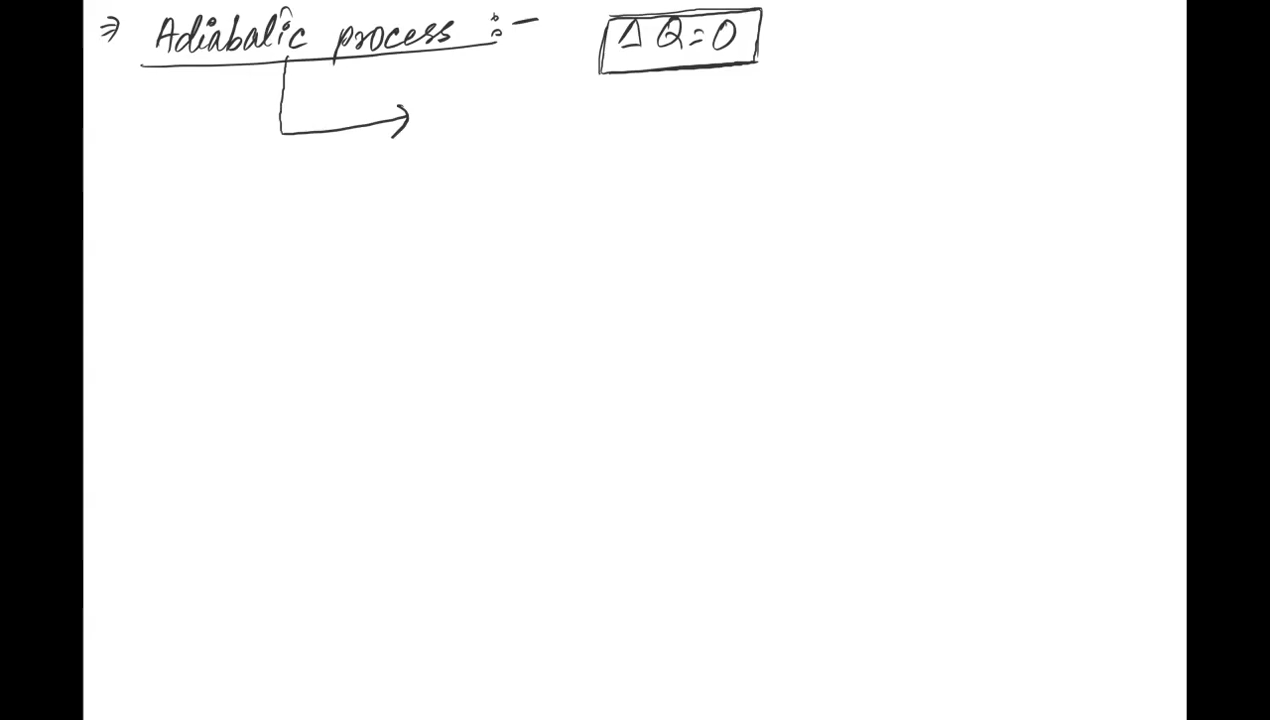 ⇒ Adiabatic process :- ΔQ=0